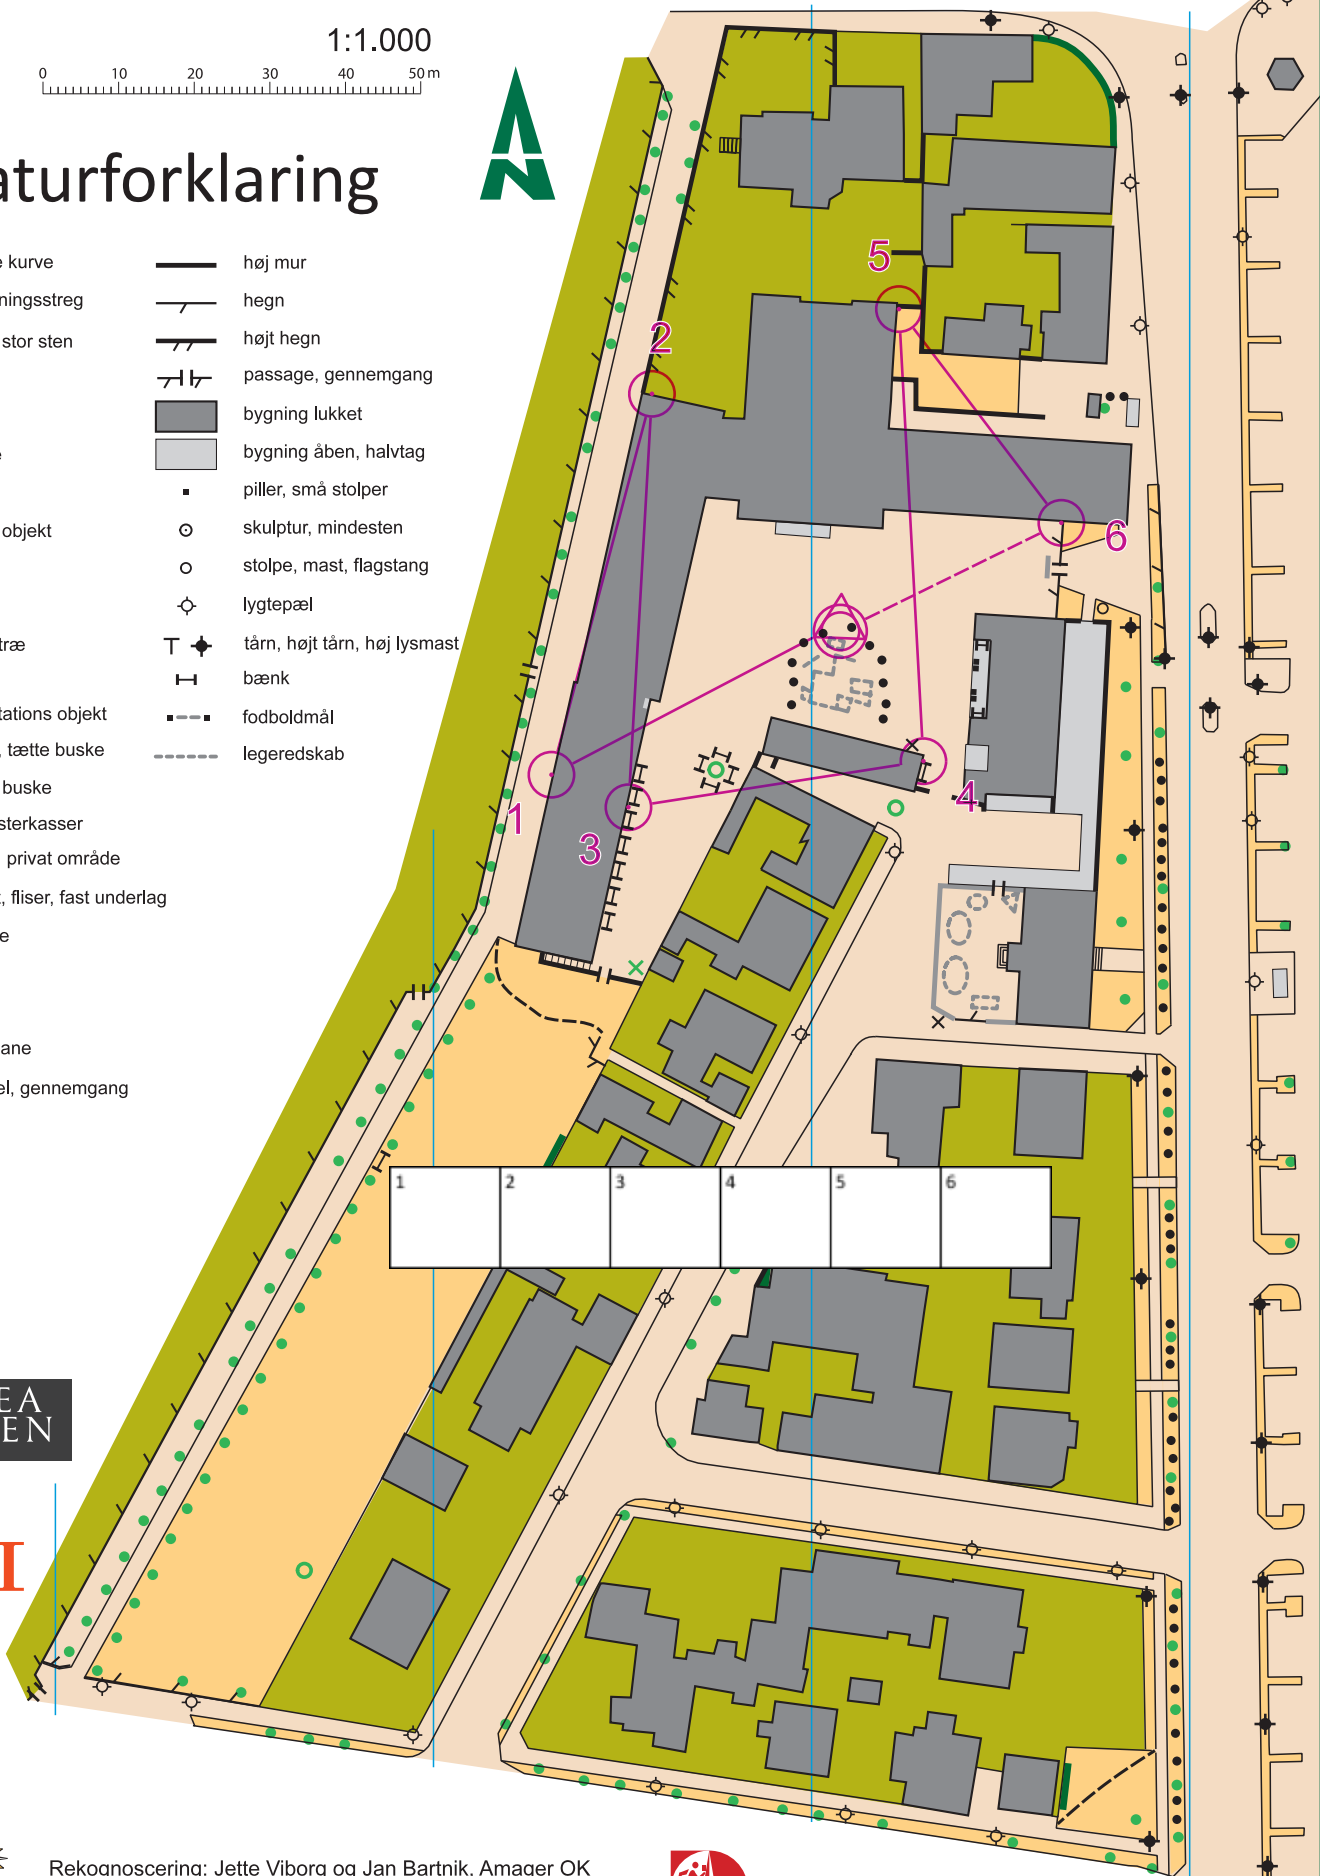 1:1.000
0 10 20 30 40 50 m
aturforklaring
e kurve
høj mur
ningsstreg
hegn
stor sten
højt hegn
passage, gennemgang
bygning lukket
e
bygning åben, halvtag
piller, små stolper
objekt
skulptur, mindesten
stolpe, mast, flagstang
lygtepæl
træ
tårn, højt tårn, høj lysmast
bænk
tations objekt
fodboldmål
, tætte buske
legeredskab
buske
sterkasser
privat område
t, fliser, fast underlag
e
ane
el, gennemgang
5
2
6
1
3
4
1 2 3 4 5 6
EA
EN
I
Rekognoscering: Jette Viborg og Jan Bartnik, Amager OK